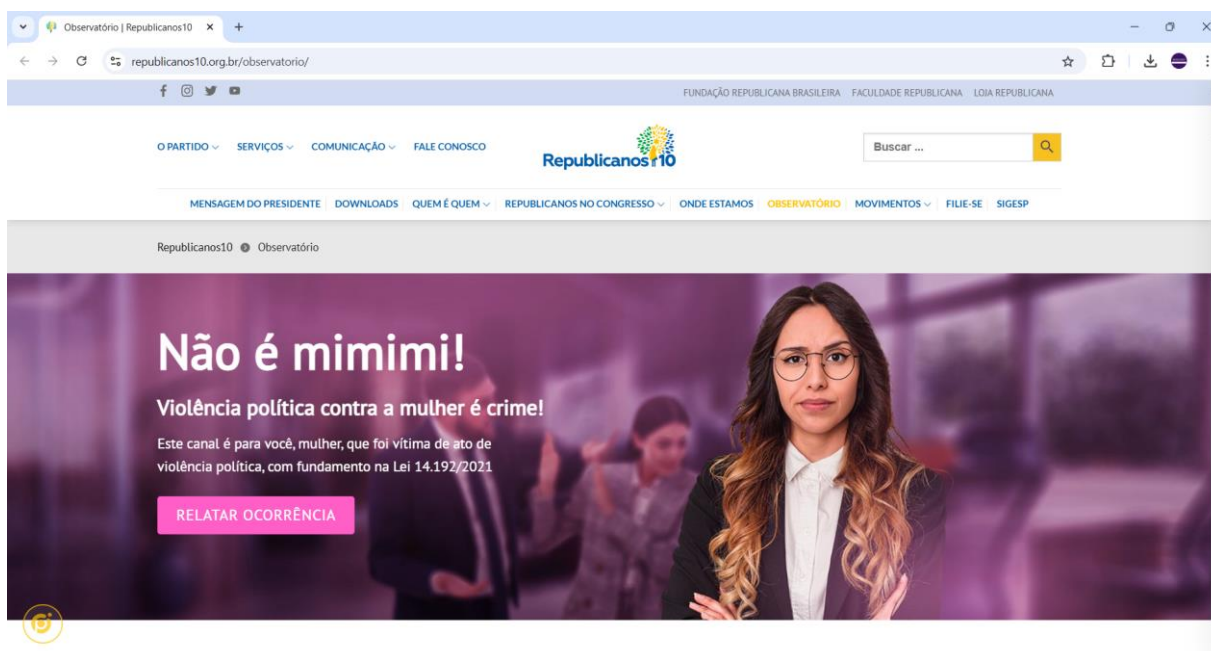 Observatório | Republicanos10
republicanos10.org.br/observatorio/
FUNDAÇÃO REPUBLICANA BRASILEIRA FACULDADE REPUBLICANA LOJA REPUBLICANA
O PARTIDO SERVIÇOS COMUNICAÇÃO FALE CONOSCO
Republicanos 10
Buscar ...
MENSAGEM DO PRESIDENTE DOWNLOADS QUEM É QUEM REPUBLICANOS NO CONGRESSO ONDE ESTAMOS OBSERVATÓRIO MOVIMENTOS FILIE-SE SIGESP
Republicanos10 Observatório
Não é mimimi!
Violência política contra a mulher é crime!
Este canal é para você, mulher, que foi vítima de ato de
violência política, com fundamento na Lei 14.192/2021
RELATAR OCORRÊNCIA